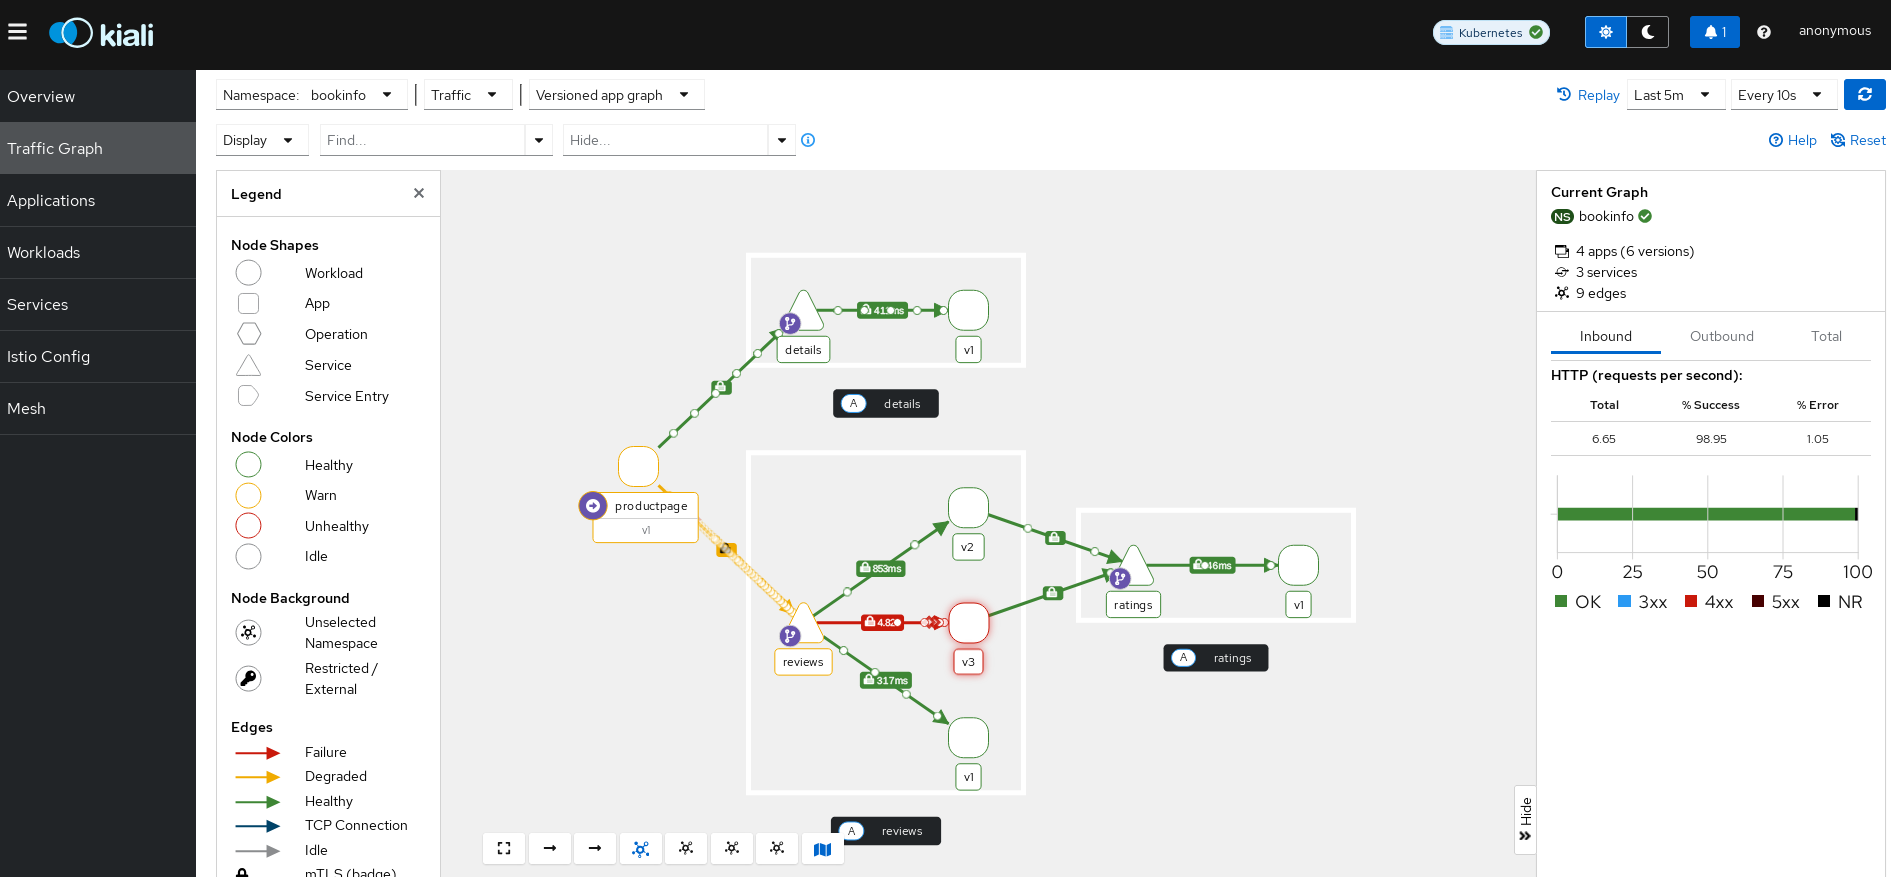 kiali
Kubernetes
1
anonymous
Overview
Traffic Graph
Applications
Workloads
Services
Istio Config
Mesh
Namespace: bookinfo
Traffic
Versioned app graph
Replay
Last 5m
Every 10s
Display
Find...
Hide...
Help
Reset
Legend
Node Shapes
Workload
App
Operation
Service
Service Entry
Node Colors
Healthy
Warn
Unhealthy
Idle
Node Background
Unselected
Namespace
Restricted /
External
Edges
Failure
Degraded
Healthy
TCP Connection
Idle
mTLS (badge)
details
v1
A details
productpage
v1
853ms
v2
reviews
v3
317ms
v1
A reviews
ratings
v1
A ratings
Hide
Current Graph
NS bookinfo
4 apps (6 versions)
3 services
9 edges
Inbound
Outbound
Total
HTTP (requests per second):
Total % Success % Error
6.65 98.95 1.05
0 25 50 75 100
OK 3xx 4xx 5xx NR